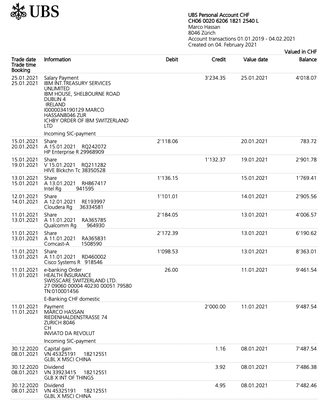 UBS
UBS Personal Account CHF
CH06 0020 6206 1821 2540 L
Marco Hassan
8046 Zürich
Account transactions 01.01.2019 - 04.02.2021
Created on 04. February 2021
Valued in CHF
Trade date Information Debit Credit Value date Balance
Trade time
Booking
25.01.2021 Salary Payment 3'234.35 25.01.2021 4'018.07
25.01.2021 IBM INT.TREASURY SERVICES
UNLIMITED
IBM HOUSE, SHELBOURNE ROAD
DUBLIN 4
IRELAND
I0000034190129 MARCO
HASSAN8046 ZUR
ICHBY ORDER OF IBM SWITZERLAND
LTD
Incoming SIC-payment
15.01.2021 Share 2'118.06 20.01.2021 783.72
20.01.2021 A 15.01.2021 RQ242072
HP Enterprise R 29968909
15.01.2021 Share 1'132.37 19.01.2021 2'901.78
19.01.2021 V 15.01.2021 RQ211282
HIVE Blckchn Tc 38350528
13.01.2021 Share 1'136.15 15.01.2021 1'769.41
15.01.2021 A 13.01.2021 RH867417
Intel Rg 941595
12.01.2021 Share 1'101.01 14.01.2021 2'905.56
14.01.2021 A 12.01.2021 RE193997
Cloudera Rg 36334581
11.01.2021 Share 2'184.05 13.01.2021 4'006.57
13.01.2021 A 11.01.2021 RA365785
Qualcomm Rg 964930
11.01.2021 Share 2'172.39 13.01.2021 6'190.62
13.01.2021 A 11.01.2021 RA365831
Comcast-A 1508590
11.01.2021 Share 1'098.53 13.01.2021 8'363.01
13.01.2021 A 11.01.2021 RD460002
Cisco Systems R 918546
11.01.2021 e-banking Order 26.00 11.01.2021 9'461.54
11.01.2021 HEALTH INSURANCE
SWISSCARE SWITZERLAND LTD.
27 09060 00004 40230 00051 79580
TN:010001456
E-Banking CHF domestic
11.01.2021 Payment 2'000.00 11.01.2021 9'487.54
11.01.2021 MARCO HASSAN
RIEDENHALDENSTRASSE 74
ZURICH 8046
CH
INVIATO DA REVOLUT
Incoming SIC-payment
30.12.2020 Capital gain 1.16 08.01.2021 7'487.54
08.01.2021 VN 45325191 18212551
GLBL X MSCI CHINA
30.12.2020 Dividend 3.92 08.01.2021 7'486.38
08.01.2021 VN 33923415 18212551
GLB X INT OF THINGS
30.12.2020 Dividend 4.95 08.01.2021 7'482.46
08.01.2021 VN 45325191 18212551
GLBL X MSCI CHINA